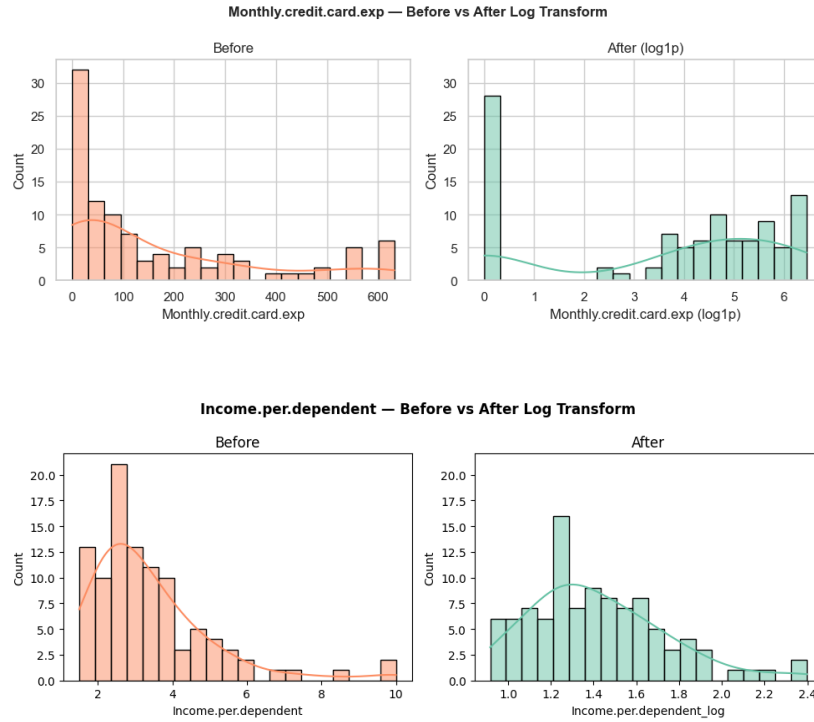 Monthly.credit.card.exp — Before vs After Log Transform
Before
After (log1p)
Count
30
25
20
15
10
5
0
0 100 200 300 400 500 600
Monthly.credit.card.exp
Count
30
25
20
15
10
5
0
0 1 2 3 4 5 6
Monthly.credit.card.exp (log1p)
Income.per.dependent — Before vs After Log Transform
Before
After
Count
20.0
17.5
15.0
12.5
10.0
7.5
5.0
2.5
0.0
2 4 6 8 10
Income.per.dependent
Count
20.0
17.5
15.0
12.5
10.0
7.5
5.0
2.5
0.0
1.0 1.2 1.4 1.6 1.8 2.0 2.2 2.4
Income.per.dependent_log